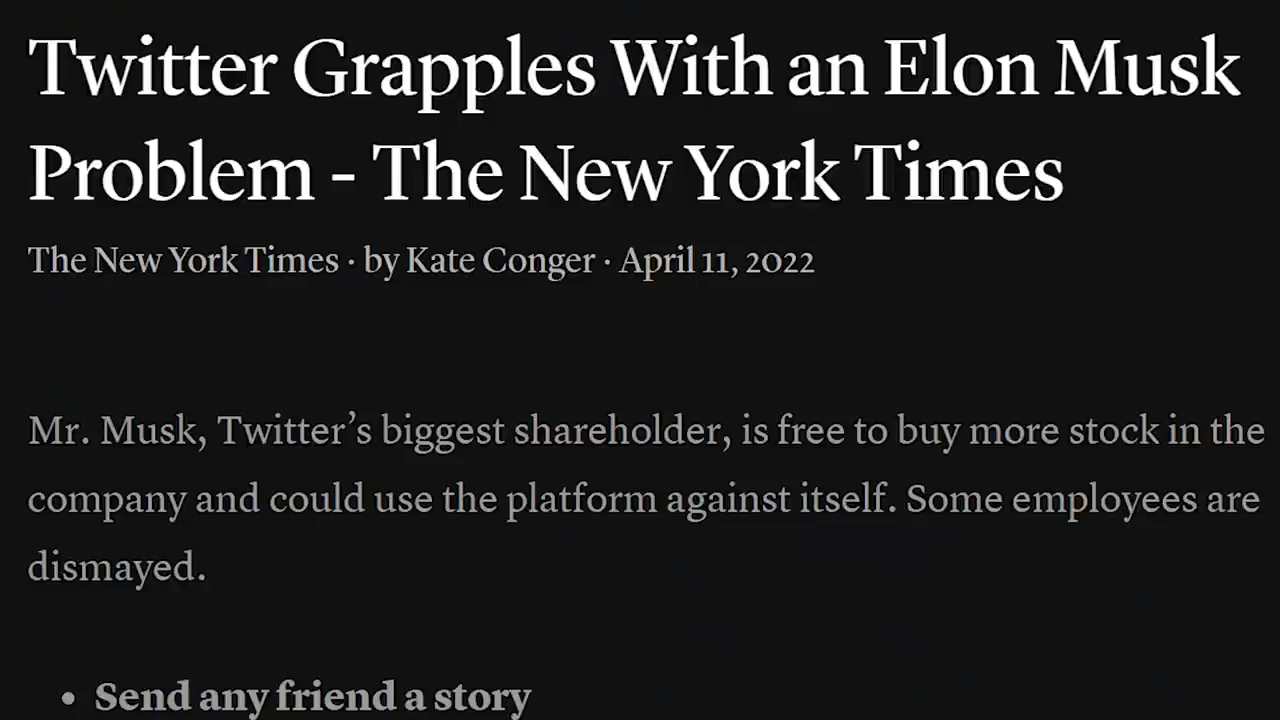 Twitter Grapples With an Elon Musk
Problem - The New York Times
The New York Times · by Kate Conger · April 11, 2022
Mr. Musk, Twitter’s biggest shareholder, is free to buy more stock in the
company and could use the platform against itself. Some employees are
dismayed.
• Send any friend a story